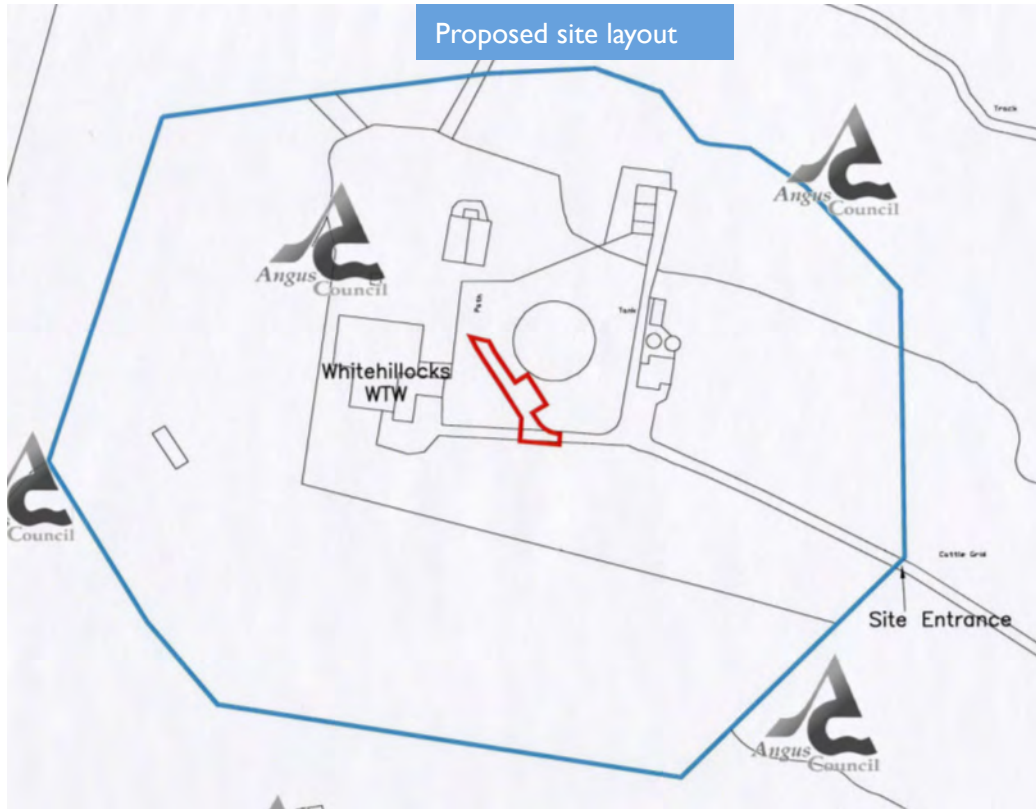 Proposed site layout
Track
Angus
Council
Angus
Council
Path
Tank
Whitehillocks
WTW
Council
Cattle Grid
Site Entrance
Angus
Council